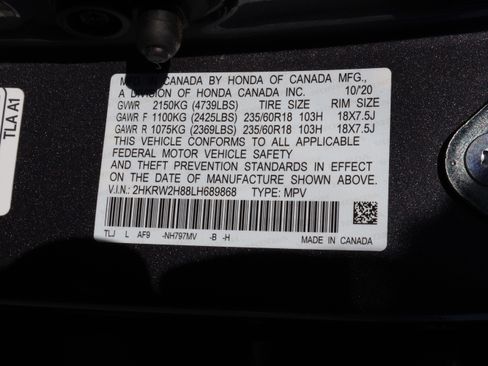 MFD. IN CANADA BY HONDA OF CANADA MFG.,
A DIVISION OF HONDA CANADA INC. 10/'20
GVWR 2150KG (4739LBS) TIRE SIZE RIM SIZE
GAWR F 1100KG (2425LBS) 235/60R18 103H 18X7.5J
GAWR R 1075KG (2369LBS) 235/60R18 103H 18X7.5J
THIS VEHICLE CONFORMS TO ALL APPLICABLE
FEDERAL MOTOR VEHICLE SAFETY
AND THEFT PREVENTION STANDARDS IN EFFECT
ON THE DATE OF MANUFACTURE SHOWN ABOVE.
V.I.N.: 2HKRW2H88LH689868 TYPE: MPV
TLJ L AF9 -NH797MV -B -H
MADE IN CANADA
TLA A1